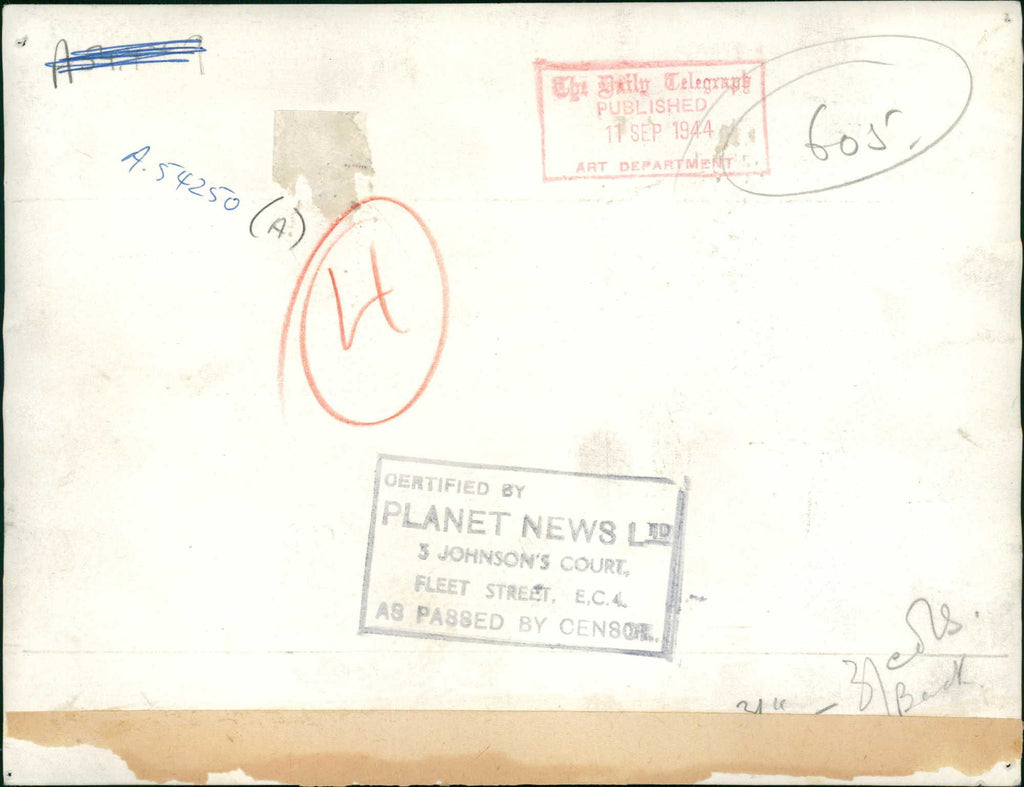 The Daily Telegraph
PUBLISHED
11 SEP 1944
ART DEPARTMENT
605.
A.54250
(A.)
H
CERTIFIED BY
PLANET NEWS LTD
3 JOHNSON'S COURT,
FLEET STREET, E.C.4.
AS PASSED BY CENSOR.
Back